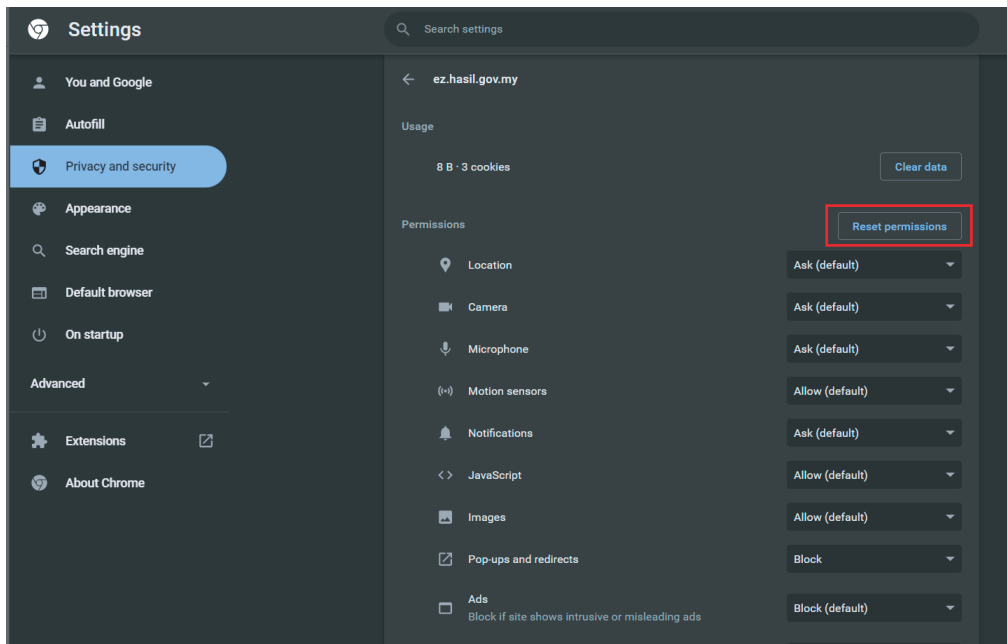 Settings
Search settings
You and Google
Autofill
Privacy and security
Appearance
Search engine
Default browser
On startup
Advanced
Extensions
About Chrome
ez.hasil.gov.my
Usage
8 B · 3 cookies
Clear data
Permissions
Reset permissions
Location
Ask (default)
Camera
Ask (default)
Microphone
Ask (default)
Motion sensors
Allow (default)
Notifications
Ask (default)
JavaScript
Allow (default)
Images
Allow (default)
Pop-ups and redirects
Block
Ads
Block if site shows intrusive or misleading ads
Block (default)